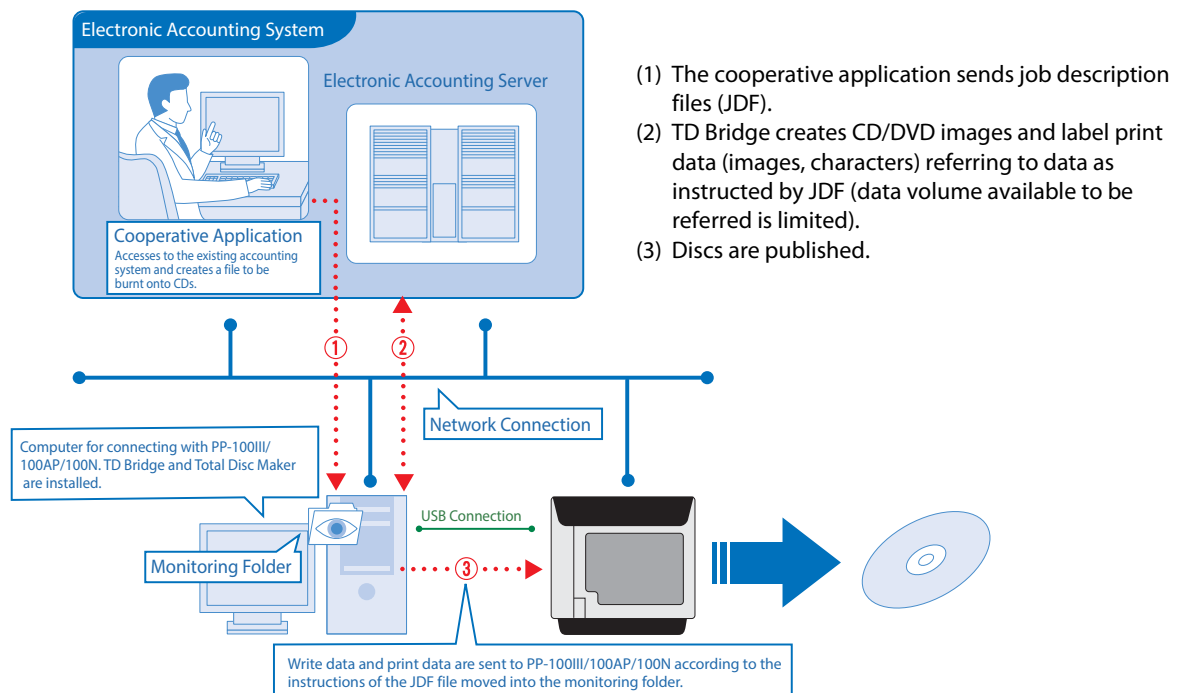 Electronic Accounting System
Electronic Accounting Server
Cooperative Application
Accesses to the existing accounting
system and creates a file to be
burnt onto CDs.
(1) The cooperative application sends job description
files (JDF).
(2) TD Bridge creates CD/DVD images and label print
data (images, characters) referring to data as
instructed by JDF (data volume available to be
referred is limited).
(3) Discs are published.
1
2
Network Connection
Computer for connecting with PP-100III/
100AP/100N. TD Bridge and Total Disc Maker
are installed.
USB Connection
Monitoring Folder
3
Write data and print data are sent to PP-100III/100AP/100N according to the
instructions of the JDF file moved into the monitoring folder.